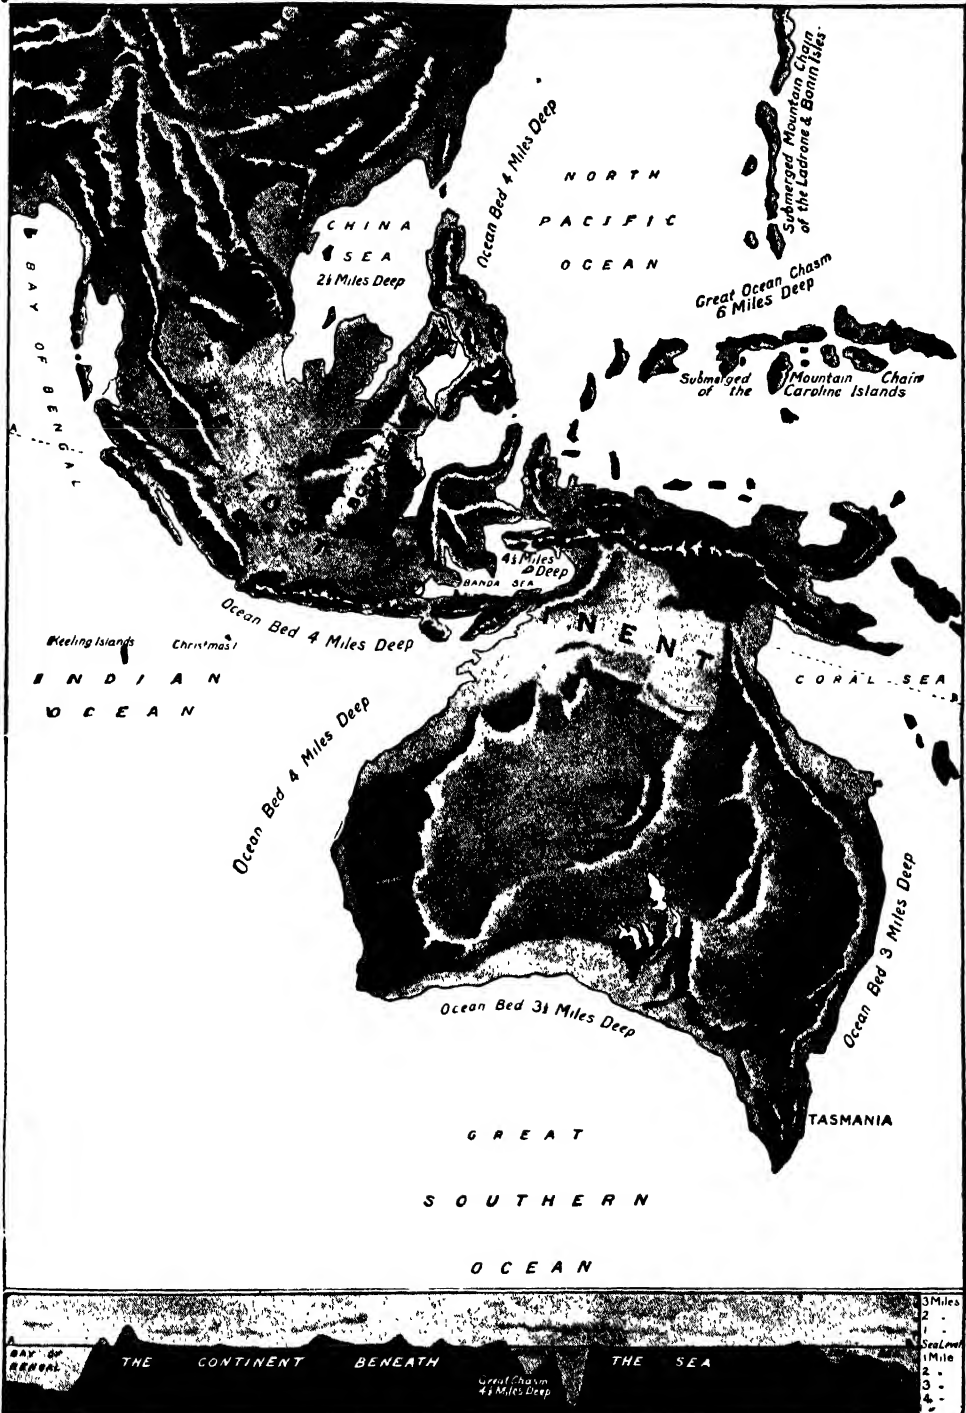 Submerged Mountain Chain
of the Ladrone & Bonin Isles.
Ocean Bed 4 Miles Deep
NORTH
PACIFIC
OCEAN
CHINA
SEA
2½ Miles Deep
Great Ocean Chasm
6 Miles Deep
BAY OF BENGAL
Submerged Mountain Chain
of the Caroline Islands
A
BORNEO
4½ Miles
Deep
BANDA SEA
Ocean Bed 4 Miles Deep
NENT
Keeling Islands
Christmas I
INDIAN
OCEAN
CORAL SEA
B
Ocean Bed 4 Miles Deep
Ocean Bed 3 Miles Deep
Ocean Bed 3½ Miles Deep
TASMANIA
GREAT
SOUTHERN
OCEAN
3 Miles
2 "
1 "
Sea Level
1 Mile
2 "
3 "
4 "
A
BAY OF
BENGAL
THE CONTINENT BENEATH THE SEA
Great Chasm
4½ Miles Deep